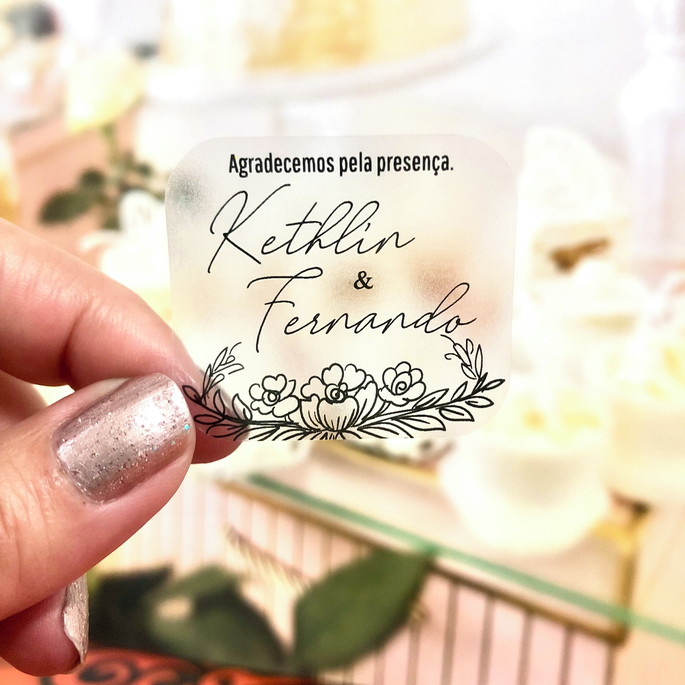 Agradecemos pela presença.
Kethlin
&
Fernando